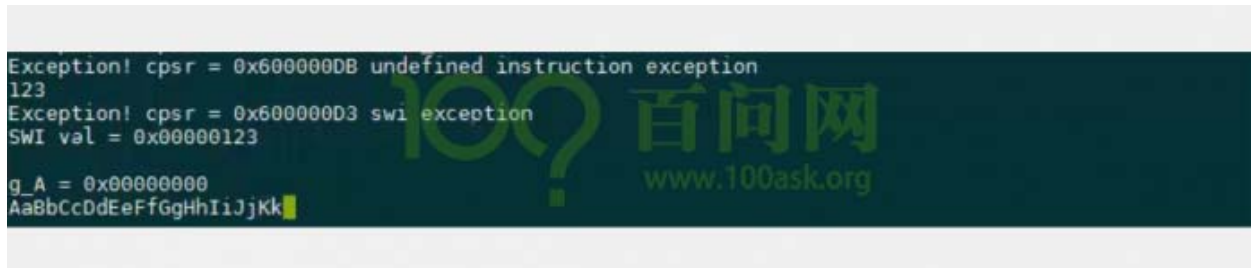 Exception! cpsr = 0x600000DB undefined instruction exception
123
Exception! cpsr = 0x600000D3 swi exception
SWI val = 0x00000123
g_A = 0x00000000
AaBbCcDdEeFfGgHhIiJjKk
百问网
www.100ask.org